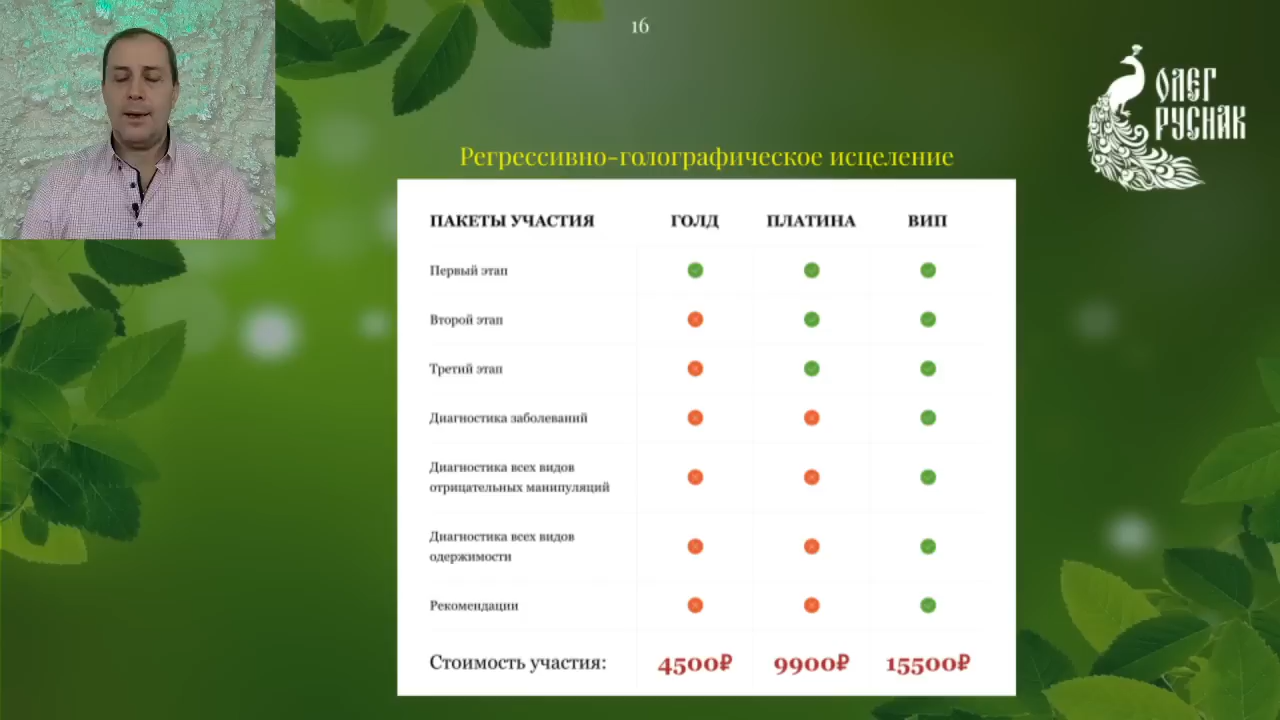 16
ОЛЕГ
РУСНАК
Регрессивно-голографическое исцеление
ПАКЕТЫ УЧАСТИЯ ГОЛД ПЛАТИНА ВИП
Первый этап
Второй этап
Третий этап
Диагностика заболеваний
Диагностика всех видов
отрицательных манипуляций
Диагностика всех видов
одержимости
Рекомендации
Стоимость участия: 4500₽ 9900₽ 15500₽